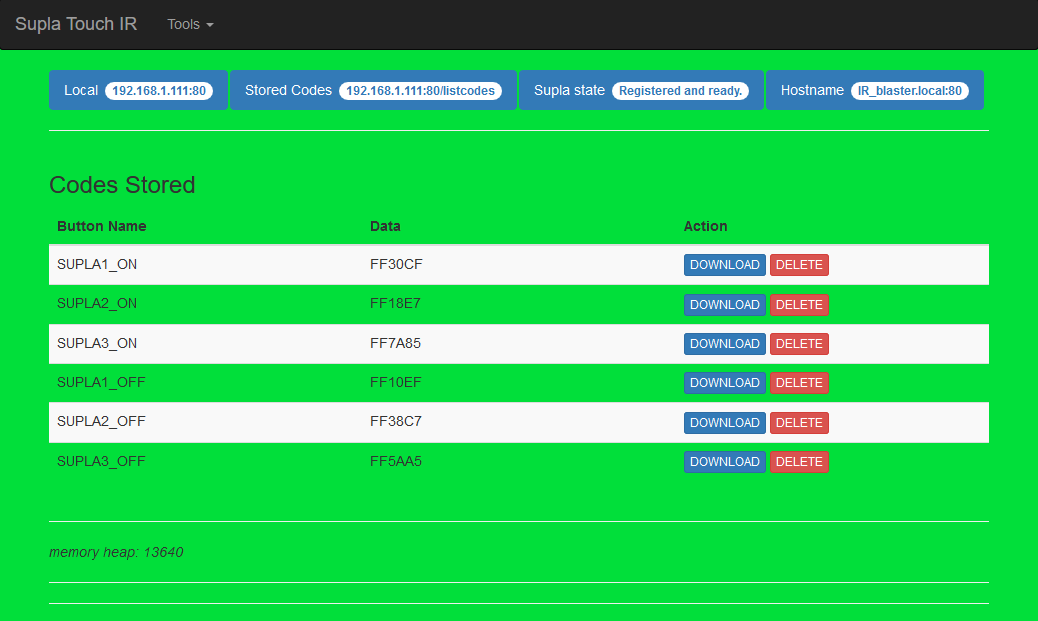 Supla Touch IR Tools
Local 192.168.1.111:80 Stored Codes 192.168.1.111:80/listcodes Supla state Registered and ready. Hostname IR_blaster.local:80
Codes Stored
Button Name Data Action
SUPLA1_ON FF30CF DOWNLOAD DELETE
SUPLA2_ON FF18E7 DOWNLOAD DELETE
SUPLA3_ON FF7A85 DOWNLOAD DELETE
SUPLA1_OFF FF10EF DOWNLOAD DELETE
SUPLA2_OFF FF38C7 DOWNLOAD DELETE
SUPLA3_OFF FF5AA5 DOWNLOAD DELETE
memory heap: 13640